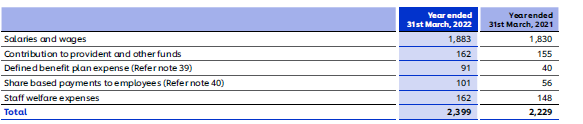 Year ended 31st March, 2022 Year ended 31st March, 2021
Salaries and wages 1,883 1,830
Contribution to provident and other funds 162 155
Defined benefit plan expense (Refer note 39) 91 40
Share based payments to employees (Refer note 40) 101 56
Staff welfare expenses 162 148
Total 2,399 2,229